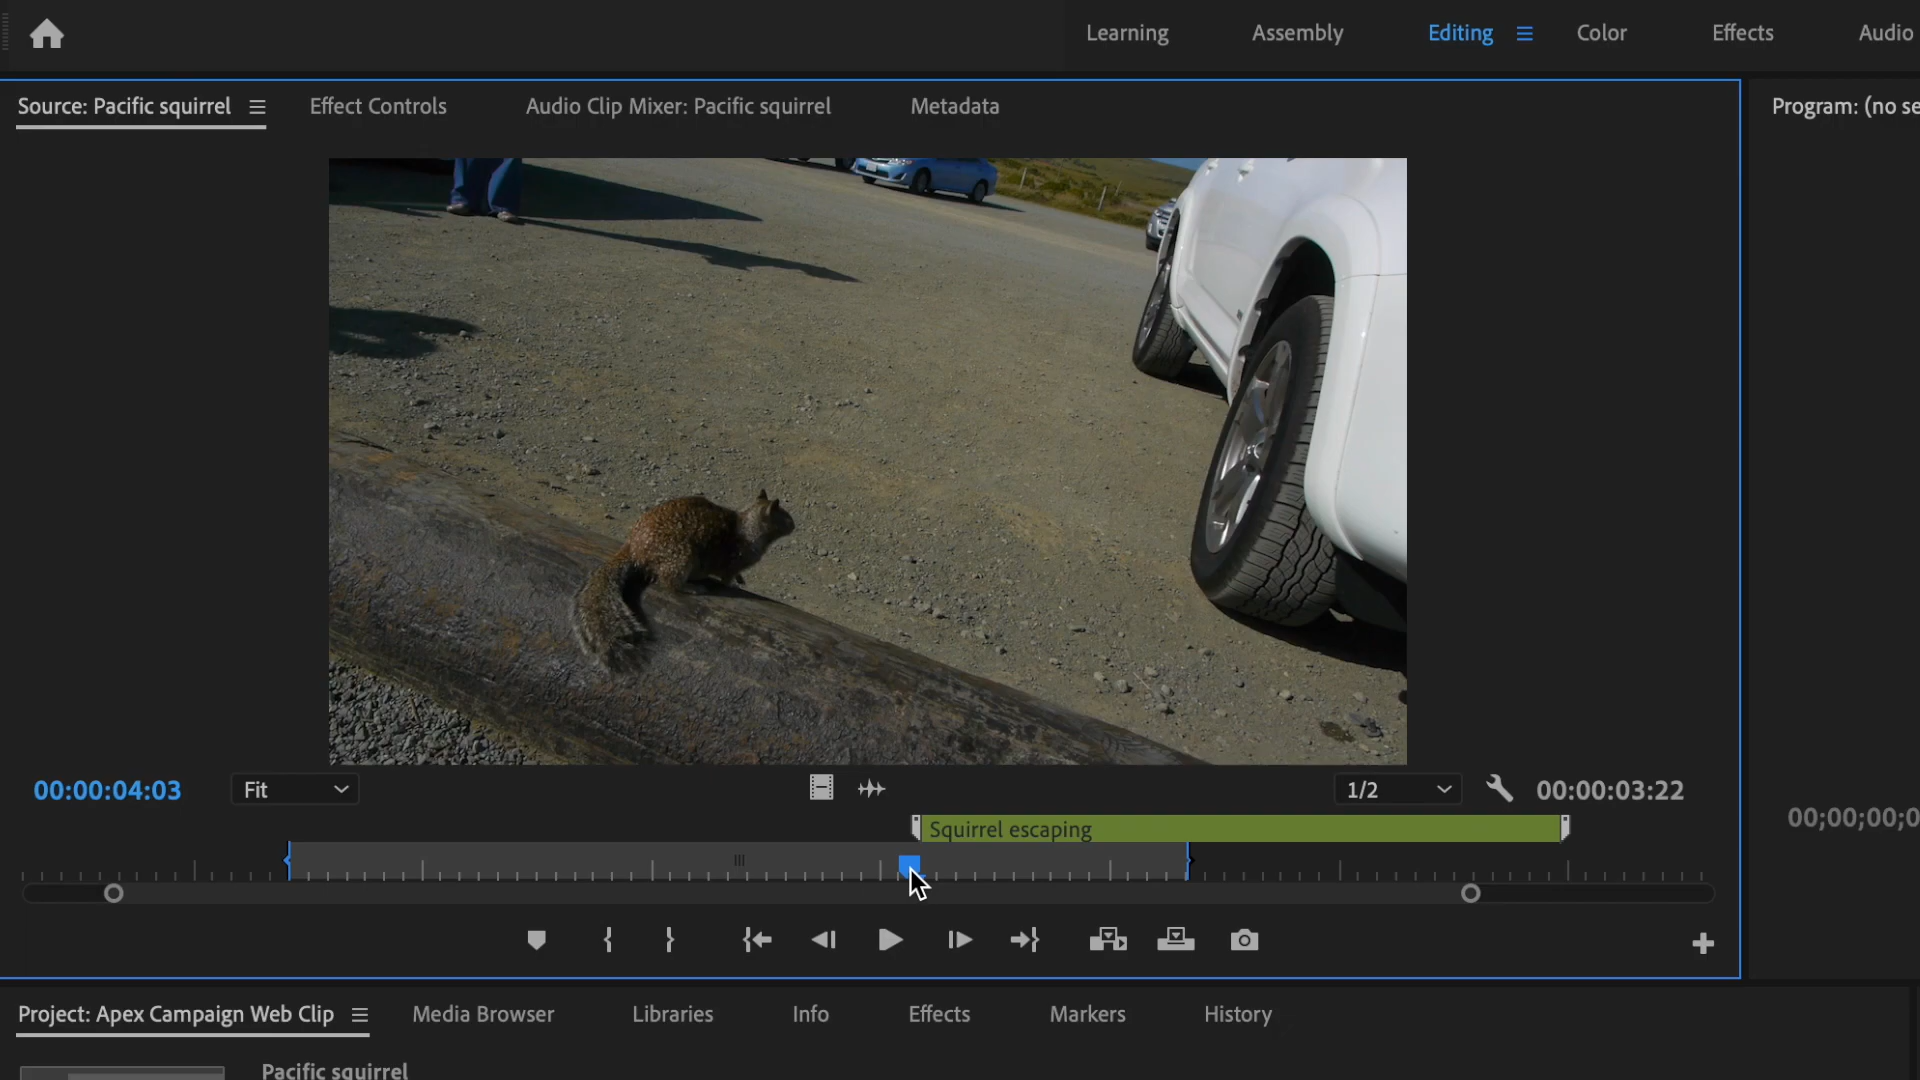 Learning Assembly Editing Color Effects Audio
Source: Pacific squirrel Effect Controls Audio Clip Mixer: Pacific squirrel Metadata Program: (no se
00:00:04:03 Fit 1/2 00:00:03:22
00;00;00;0
Squirrel escaping
Project: Apex Campaign Web Clip Media Browser Libraries Info Effects Markers History
Pacific squirrel